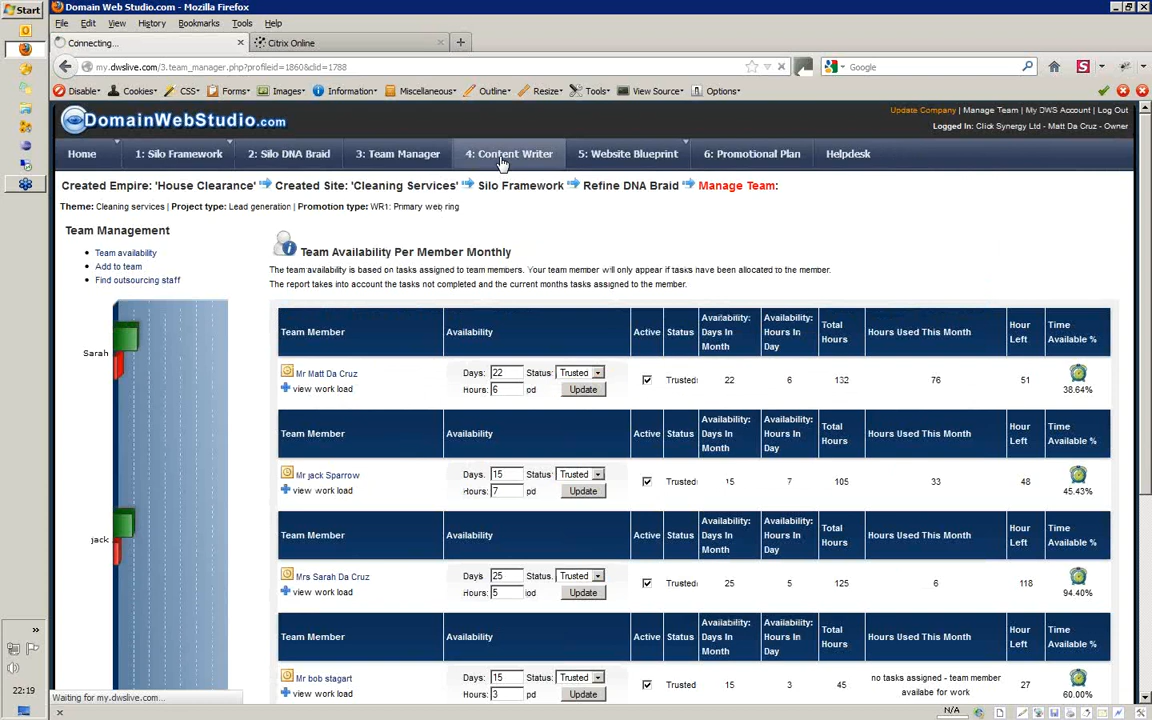 Start
Domain Web Studio.com - Mozilla Firefox
File Edit View History Bookmarks Tools Help
Connecting...
Citrix Online
my.dwslive.com/3.team_manager.php?profileid=1860&clid=1788
Google
Disable Cookies CSS Forms Images Information Miscellaneous Outline Resize Tools View Source Options
DomainWebStudio.com
Update Company | Manage Team | My DWS Account | Log Out
Logged In: Click Synergy Ltd - Matt Da Cruz - Owner
Home 1: Silo Framework 2: Silo DNA Braid 3: Team Manager 4: Content Writer 5: Website Blueprint 6: Promotional Plan Helpdesk
Created Empire: 'House Clearance' Created Site: 'Cleaning Services' Silo Framework Refine DNA Braid Manage Team:
Theme: Cleaning services | Project type: Lead generation | Promotion type: WR1: Primary web ring
Team Management
Team availability
Add to team
Find outsourcing staff
Sarah
jack
Team Availability Per Member Monthly
The team availability is based on tasks assigned to team members. Your team member will only appear if tasks have been allocated to the member.
The report takes into account the tasks not completed and the current months tasks assigned to the member.
Team Member Availability Active Status Availability: Days In Month Availability: Hours In Day Total Hours Hours Used This Month Hour Left Time Available %
Mr Matt Da Cruz
view work load
Days: 22 Status: Trusted
Hours: 6 pd Update
Trusted 22 6 132 76 51 38.64%
Team Member Availability Active Status Availability: Days In Month Availability: Hours In Day Total Hours Hours Used This Month Hour Left Time Available %
Mr jack Sparrow
view work load
Days: 15 Status: Trusted
Hours: 7 pd Update
Trusted 15 7 105 33 48 45.43%
Team Member Availability Active Status Availability: Days In Month Availability: Hours In Day Total Hours Hours Used This Month Hour Left Time Available %
Mrs Sarah Da Cruz
view work load
Days: 25 Status: Trusted
Hours: 5 pd Update
Trusted 25 5 125 6 118 94.40%
Team Member Availability Active Status Availability: Days In Month Availability: Hours In Day Total Hours Hours Used This Month Hour Left Time Available %
Mr bob stagart
view work load
Days: 15 Status: Trusted
Hours: 3 pd Update
Trusted 15 3 45 no tasks assigned - team member availabe for work 27 60.00%
22:19
Waiting for my.dwslive.com...
N/A